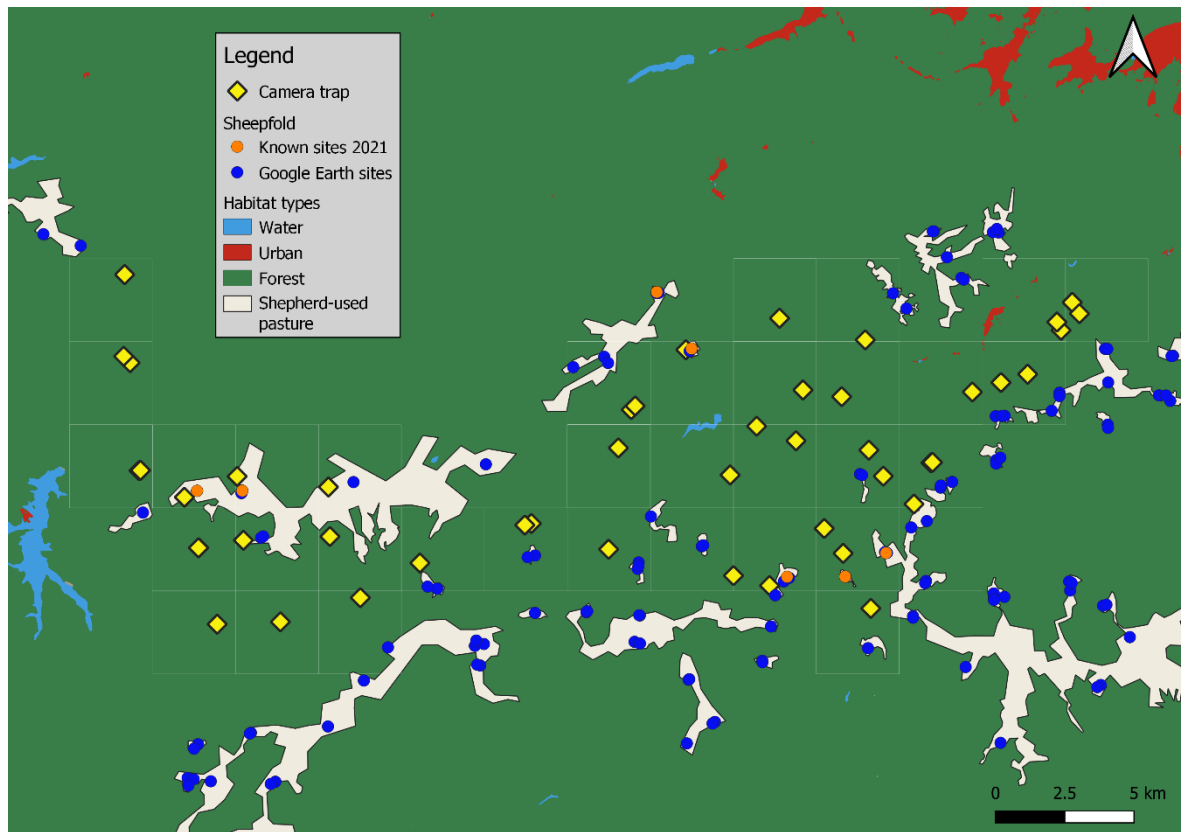 Legend
Camera trap
Sheepfold
Known sites 2021
Google Earth sites
Habitat types
Water
Urban
Forest
Shepherd-used
pasture
0 2.5 5 km